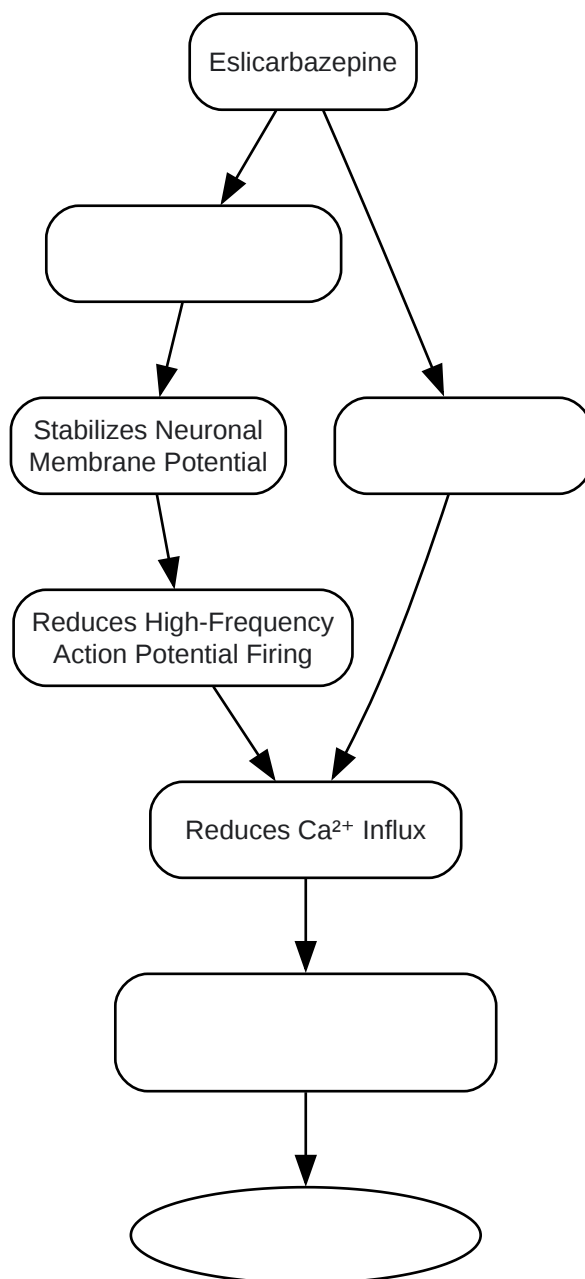 Eslicarbazepine
Stabilizes Neuronal
Membrane Potential
Reduces High-Frequency
Action Potential Firing
Reduces Ca²⁺ Influx